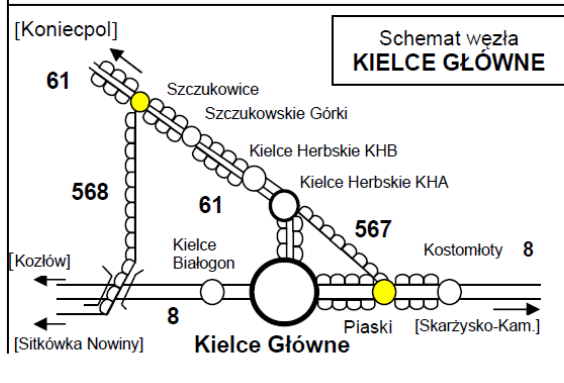 [Koniecpol]
Schemat węzła
KIELCE GŁÓWNE
61
Szczukowice
Szczukowskie Górki
Kielce Herbskie KHB
Kielce Herbskie KHA
568
61
567
Kielce
Białogon
Kostomłoty 8
[Kozłów]
8
Piaski
[Skarżysko-Kam.]
[Sitkówka Nowiny]
Kielce Główne